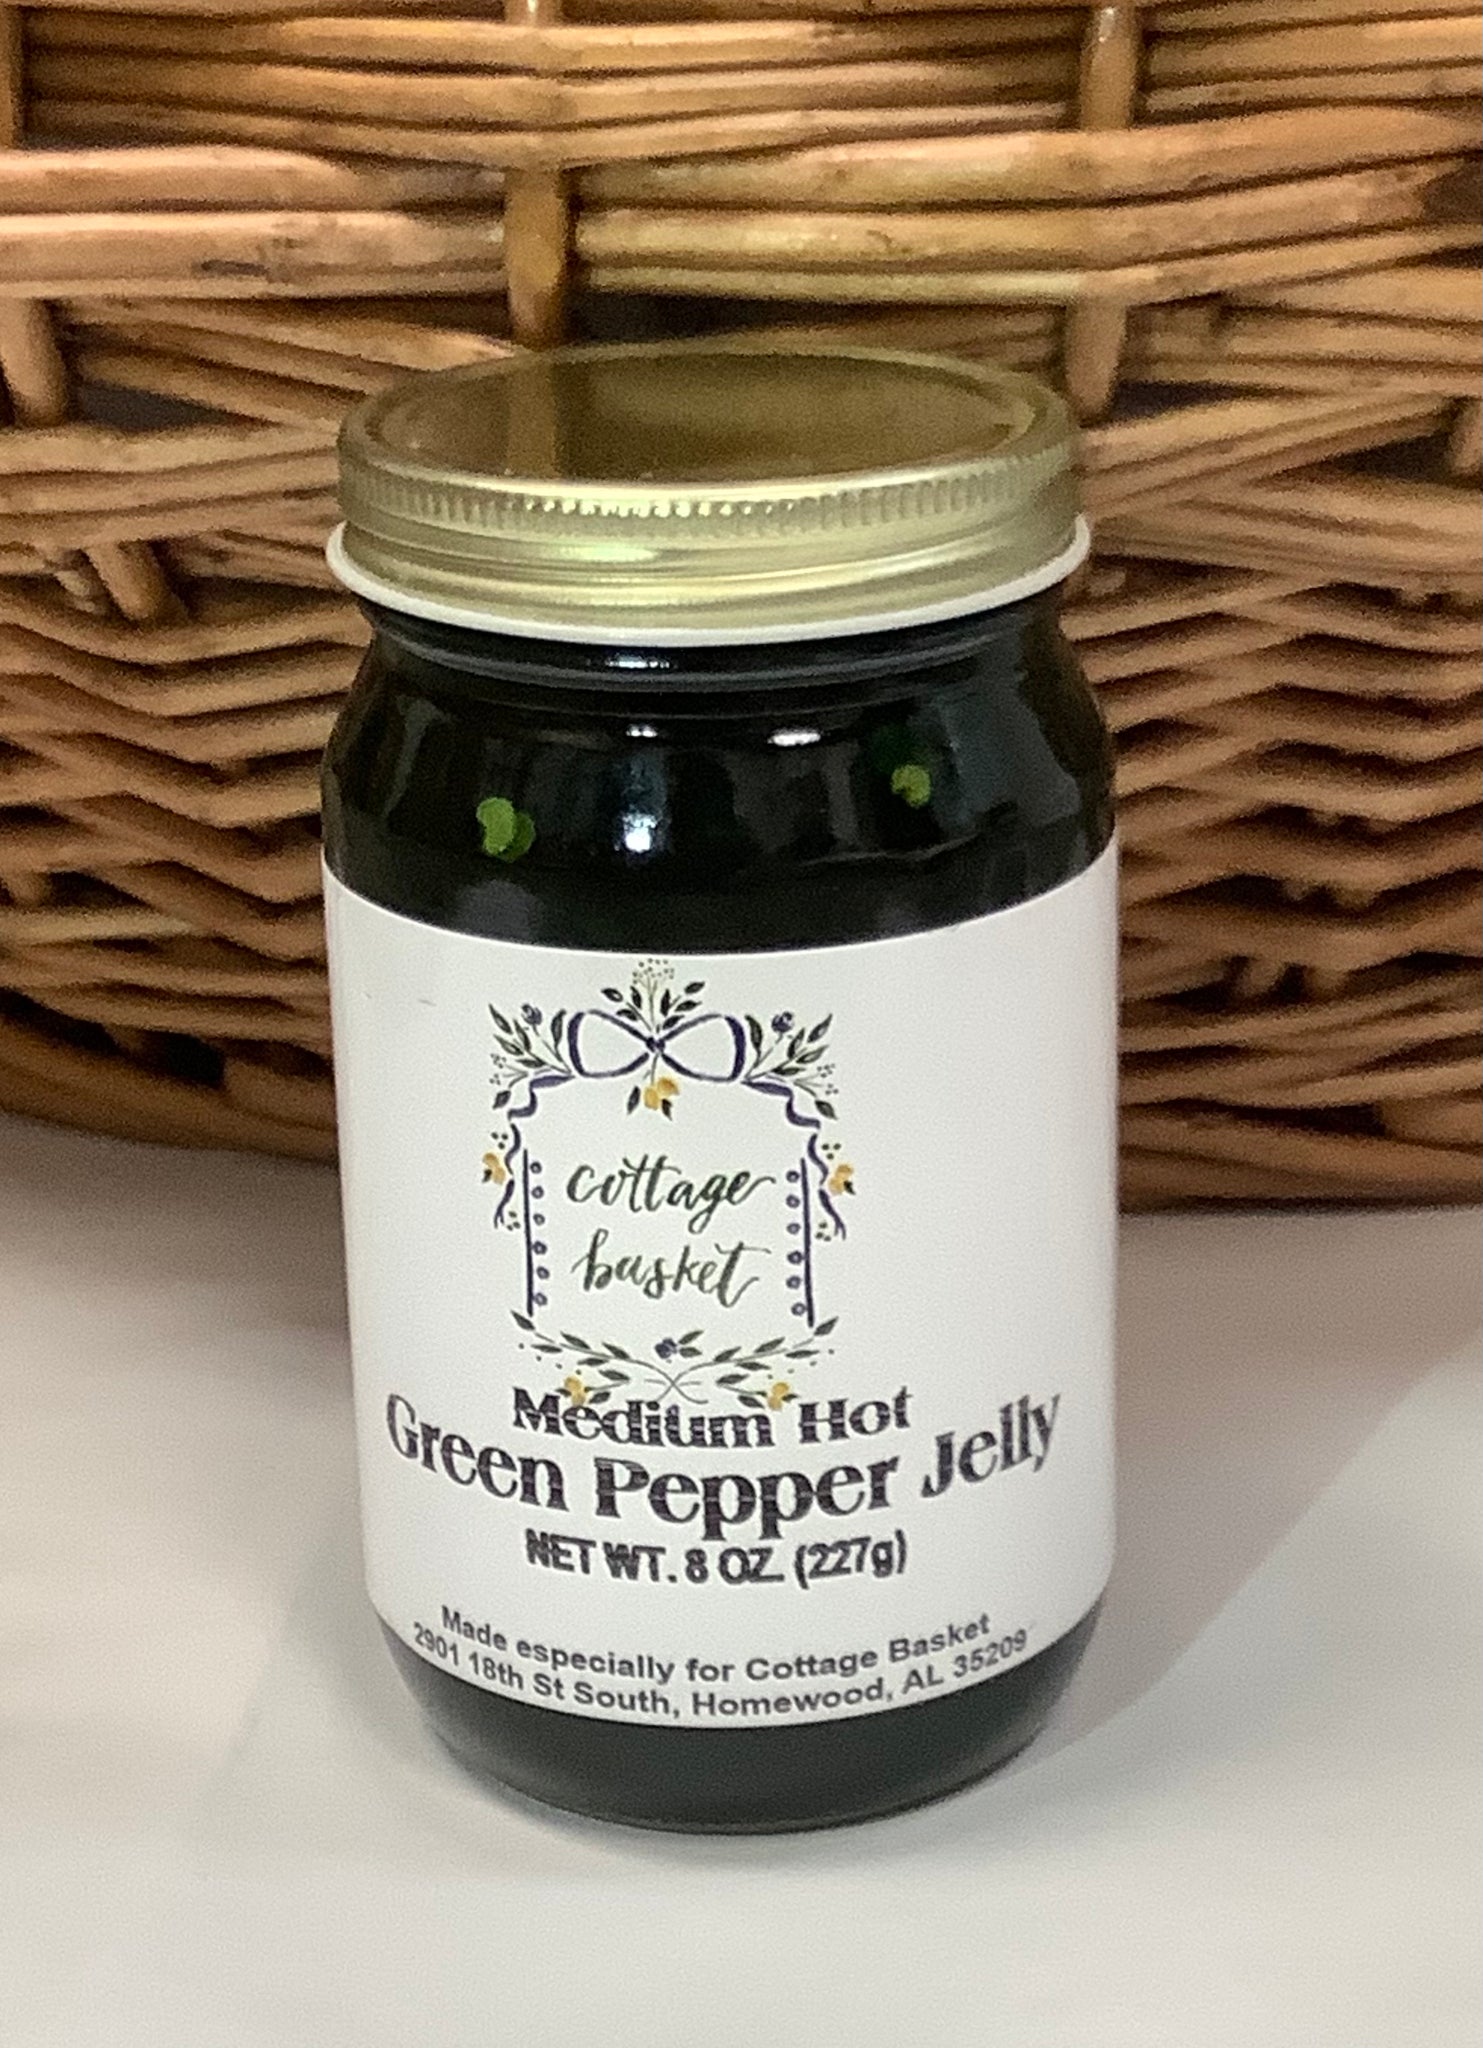 cottage
basket
Medium Hot
Green Pepper Jelly
NET WT. 8 OZ. (227g)
Made especially for Cottage Basket
2901 18th St South, Homewood, AL 35209